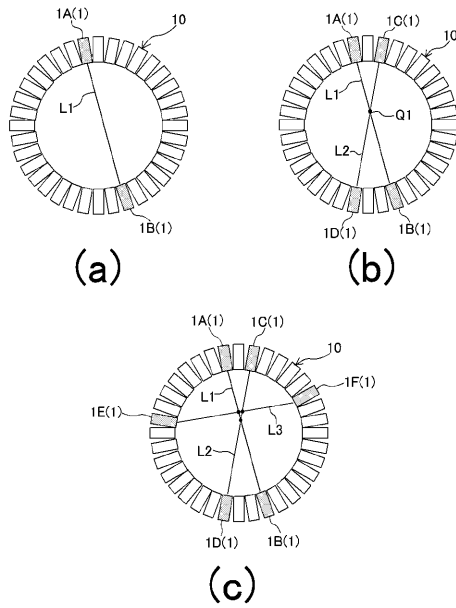 1A(1) 10
L1
1B(1)
(a)
1A(1) 1C(1) 10
L1
Q1
L2
1D(1) 1B(1)
(b)
1A(1) 1C(1) 10
1F(1)
L1
1E(1)
L3
L2
1D(1) 1B(1)
(c)